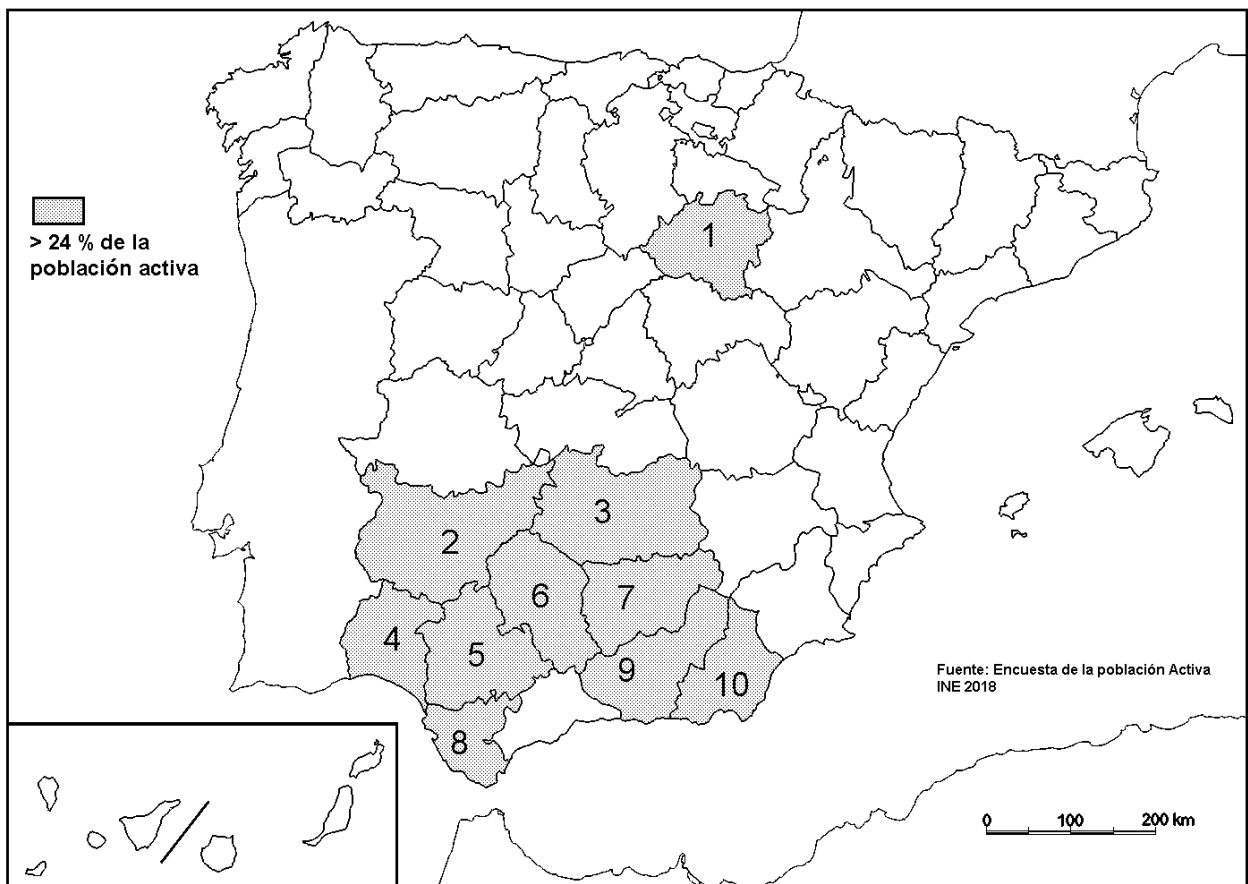 > 24 % de la
población activa
1
2
3
4
5
6
7
8
9
10
Fuente: Encuesta de la población Activa
INE 2018
0 100 200 km